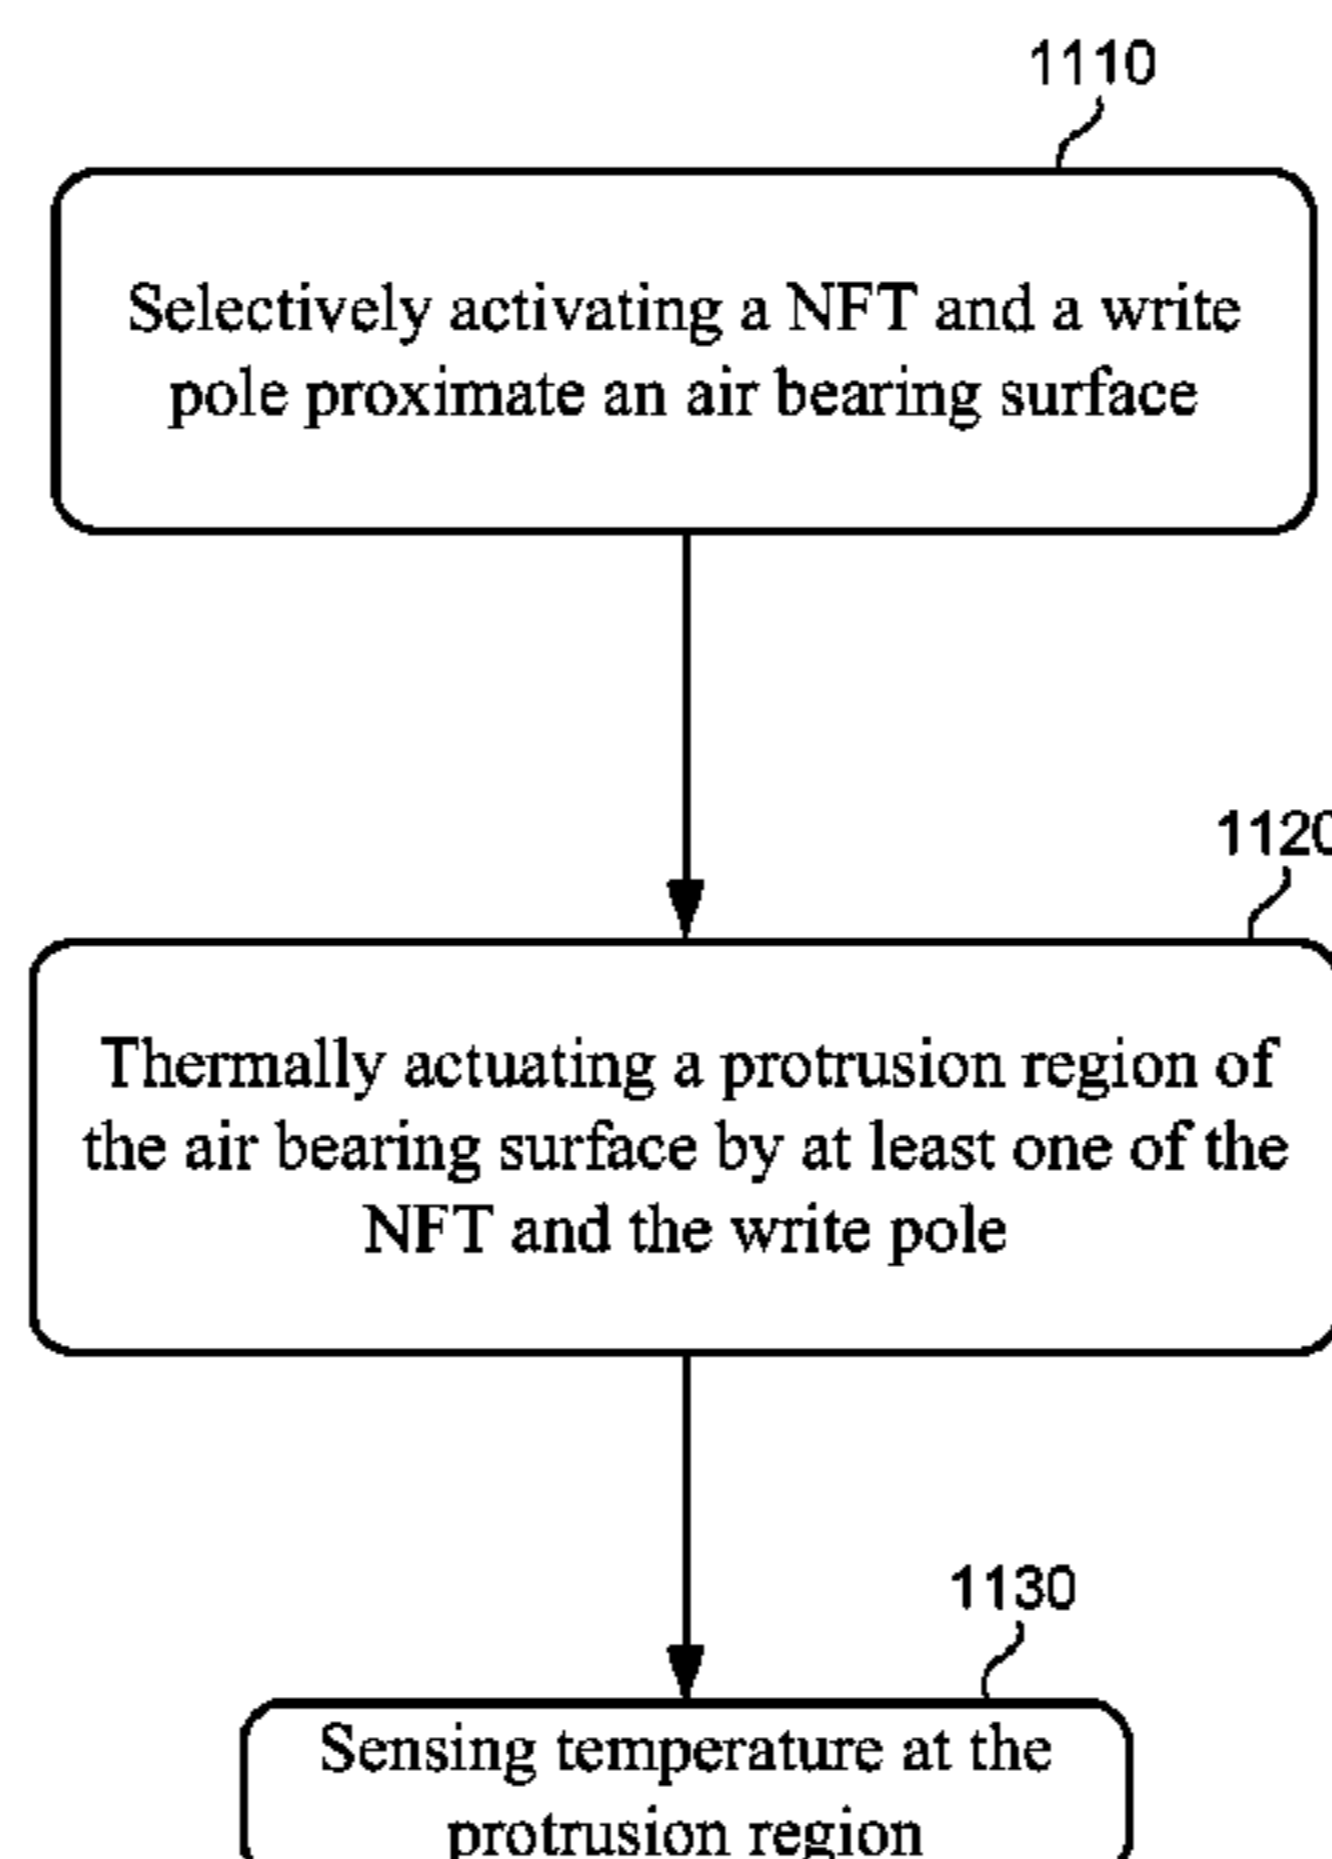 1110
Selectively activating a NFT and a write
pole proximate an air bearing surface
1120
Thermally actuating a protrusion region of
the air bearing surface by at least one of the
NFT and the write pole
1130
Sensing temperature at the
protrusion region